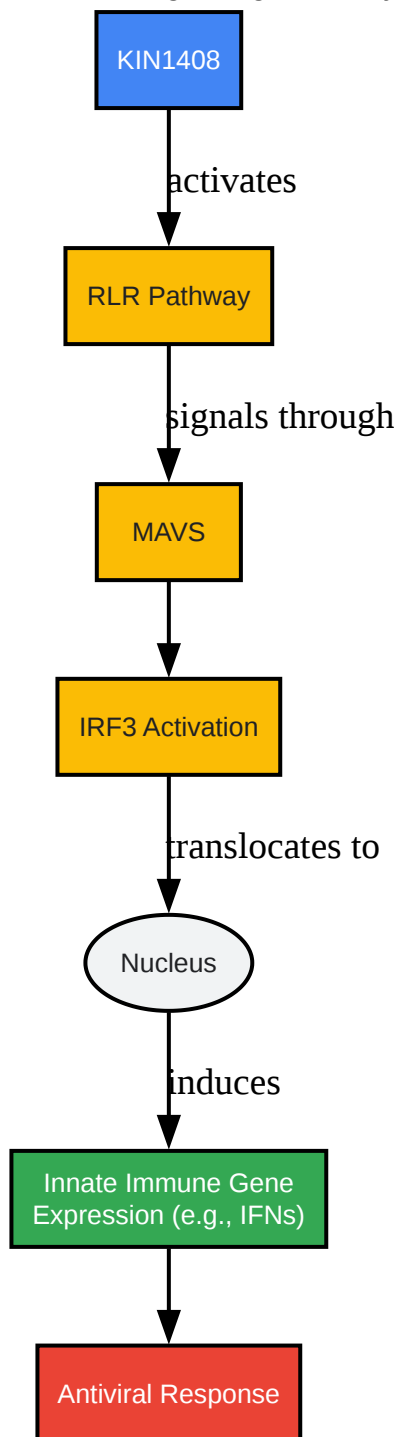 KIN1408
activates
RLR Pathway
signals through
MAVS
IRF3 Activation
translocates to
Nucleus
induces
Innate Immune Gene
Expression (e.g., IFNs)
Antiviral Response